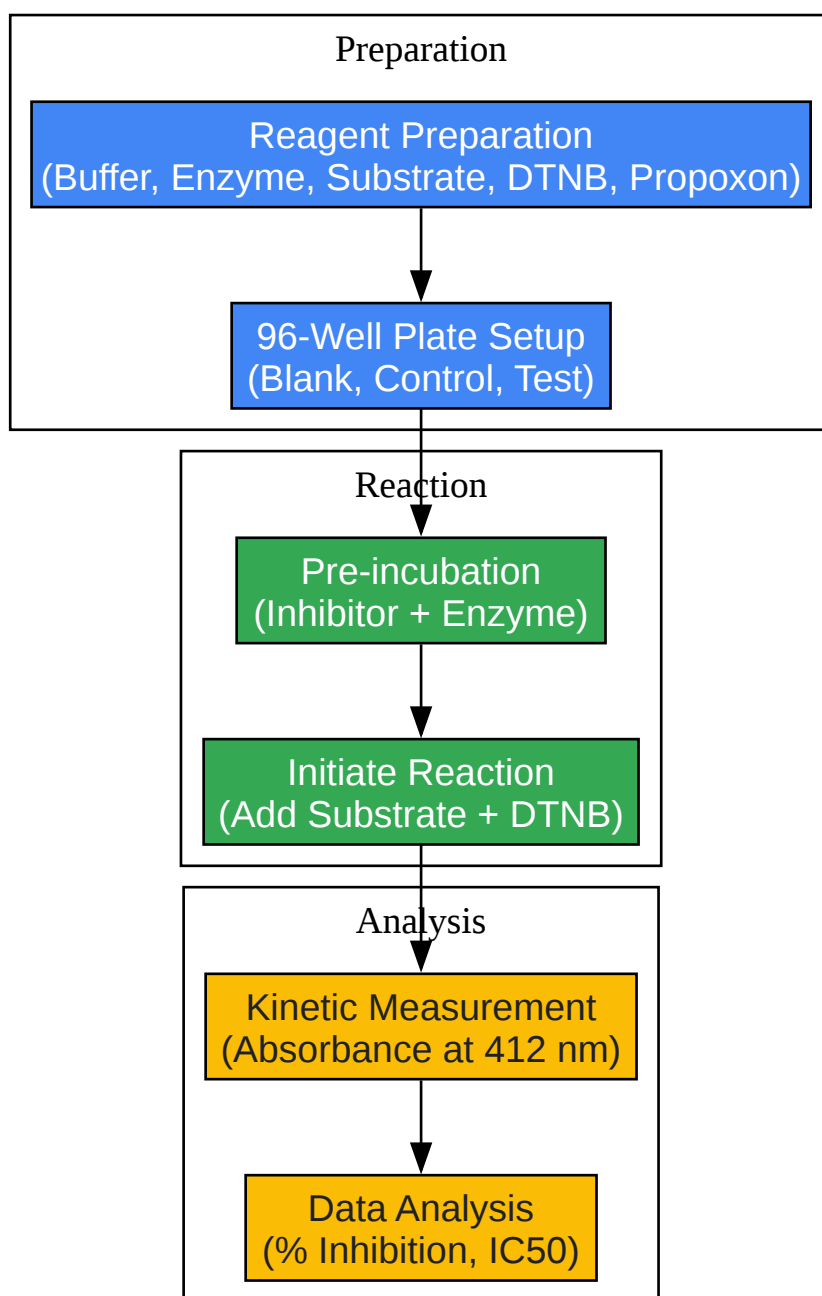 Preparation
Reagent Preparation
(Buffer, Enzyme, Substrate, DTNB, Propoxon)
96-Well Plate Setup
(Blank, Control, Test)
Reaction
Pre-incubation
(Inhibitor + Enzyme)
Initiate Reaction
(Add Substrate + DTNB)
Analysis
Kinetic Measurement
(Absorbance at 412 nm)
Data Analysis
(% Inhibition, IC50)